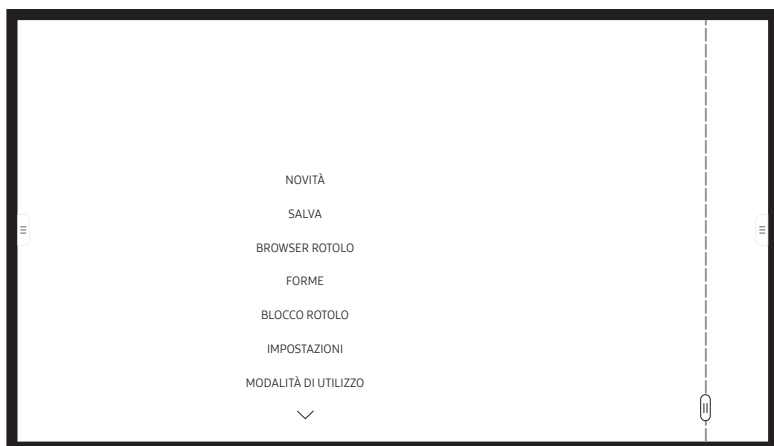 NOVITÀ
SALVA
BROWSER ROTOLO
FORME
BLOCCO ROTOLO
IMPOSTAZIONI
MODALITÀ DI UTILIZZO